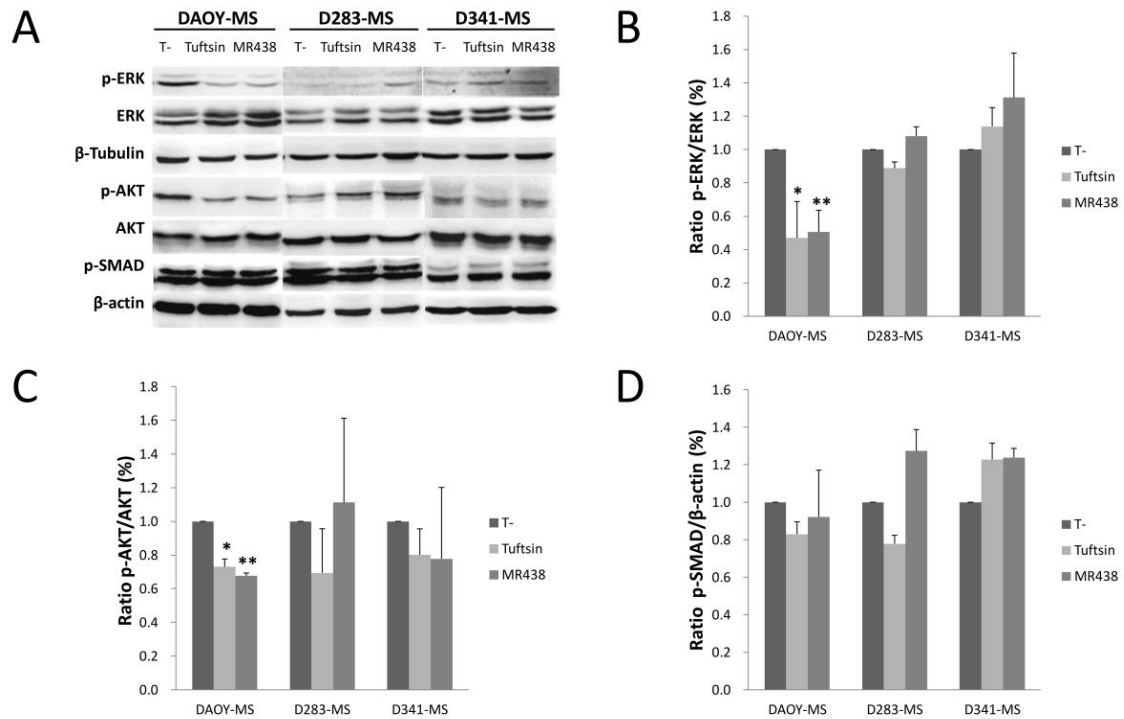 A
DAOY-MS D283-MS D341-MS
T- Tuftsin MR438 T- Tuftsin MR438 T- Tuftsin MR438
p-ERK
ERK
β-Tubulin
p-AKT
AKT
p-SMAD
β-actin
B
Ratio p-ERK/ERK (%)
1.8
1.6
1.4
1.2
1.0
0.8
0.6
0.4
0.2
0.0
* **
DAOY-MS D283-MS D341-MS
T-
Tuftsin
MR438
C
Ratio p-AKT/AKT (%)
1.8
1.6
1.4
1.2
1.0
0.8
0.6
0.4
0.2
0.0
* **
DAOY-MS D283-MS D341-MS
T-
Tuftsin
MR438
D
Ratio p-SMAD/β-actin (%)
1.6
1.4
1.2
1.0
0.8
0.6
0.4
0.2
0.0
DAOY-MS D283-MS D341-MS
T-
Tuftsin
MR438